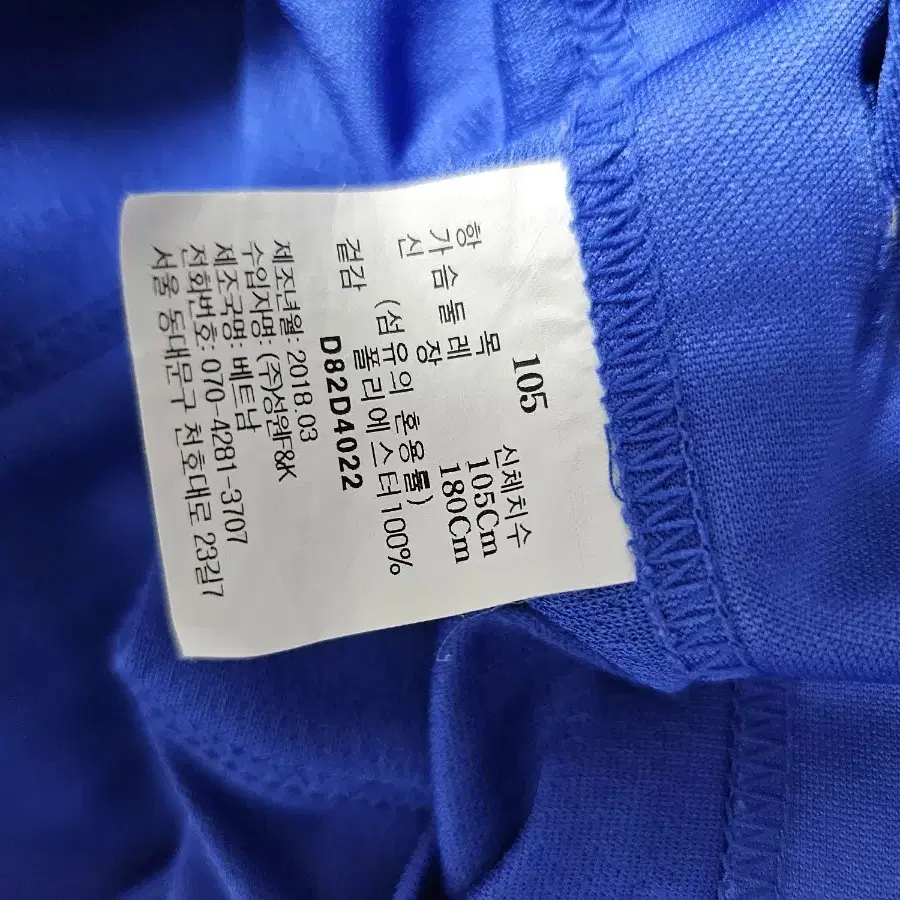 105
항 목 신체치수
가슴둘레 105Cm
신 장 180Cm
(섬유의 혼용률)
겉감 폴리에스터100%
D82D4022
제조년월: 2018.03
수입자명: (주)성원F&K
제조국명 베트남
전화번호: 070-4281-3707
서울 동대문구 천호대로 23길7